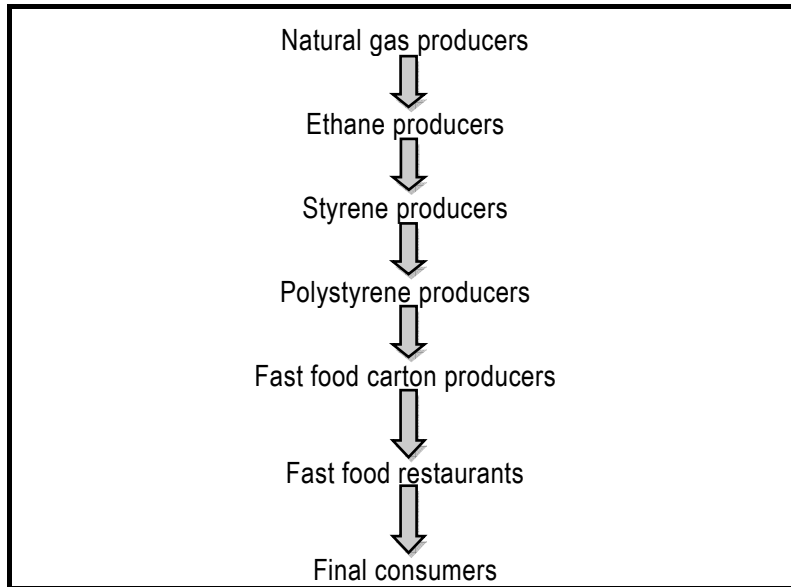 Natural gas producers
Ethane producers
Styrene producers
Polystyrene producers
Fast food carton producers
Fast food restaurants
Final consumers